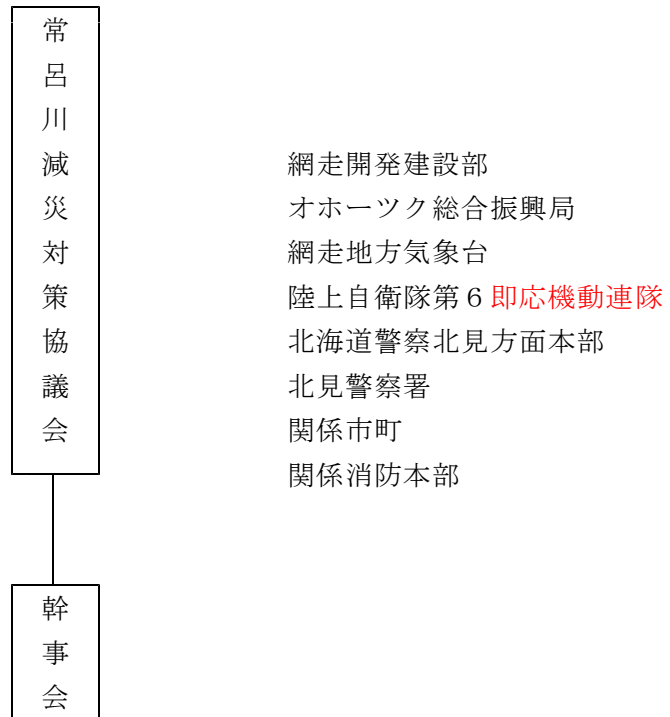 常呂川減災対策協議会
網走開発建設部
オホーツク総合振興局
網走地方気象台
陸上自衛隊第６即応機動連隊
北海道警察北見方面本部
北見警察署
関係市町
関係消防本部
幹事会